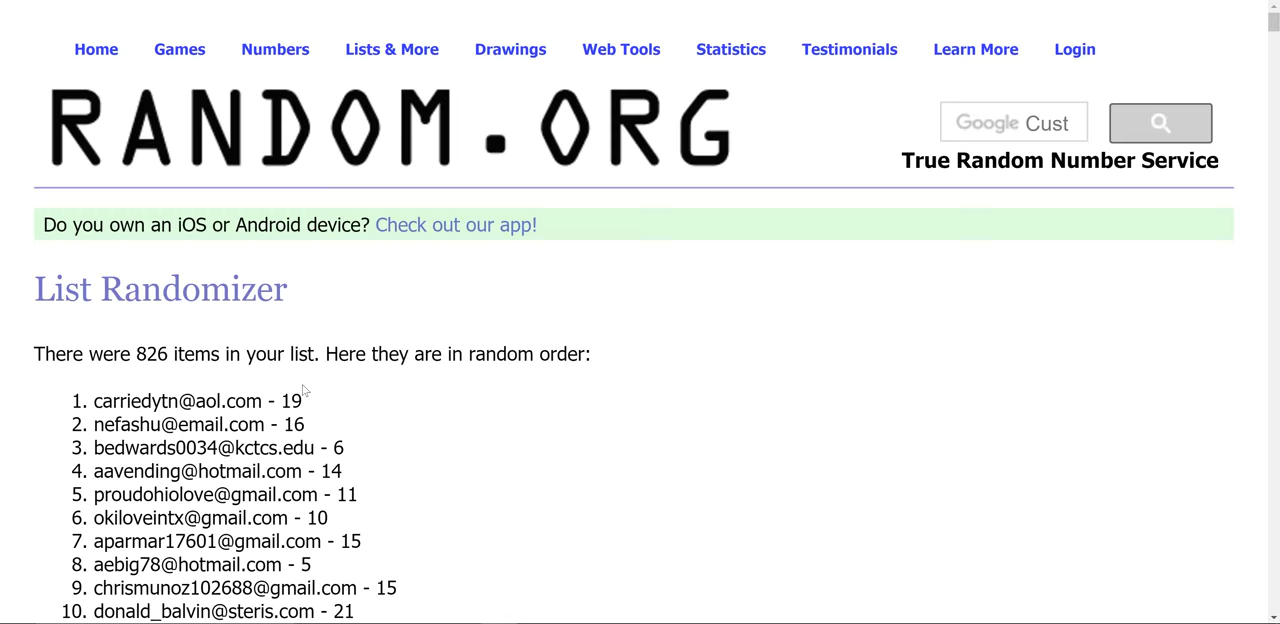 Home Games Numbers Lists & More Drawings Web Tools Statistics Testimonials Learn More Login
RANDOM.ORG
Google Cust
True Random Number Service
Do you own an iOS or Android device? Check out our app!
List Randomizer
There were 826 items in your list. Here they are in random order:
1. carriedytn@aol.com - 19
2. nefashu@email.com - 16
3. bedwards0034@kctcs.edu - 6
4. aavending@hotmail.com - 14
5. proudohiolove@gmail.com - 11
6. okiloveintx@gmail.com - 10
7. aparmar17601@gmail.com - 15
8. aebig78@hotmail.com - 5
9. chrismunoz102688@gmail.com - 15
10. donald_balvin@steris.com - 21